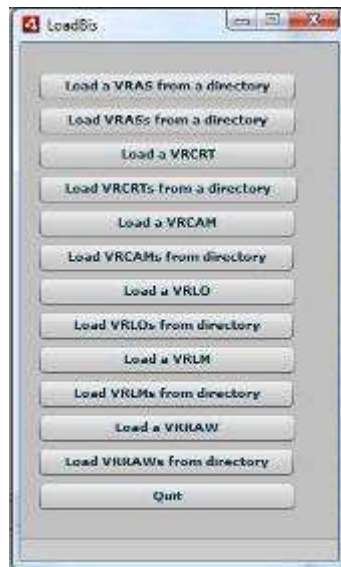 LoadBis
Load a VRAS from a directory
Load VRASs from a directory
Load a VRCRT
Load VRCRTs from a directory
Load a VRCAM
Load VRCAMs from directory
Load a VRLO
Load VRLOs from directory
Load a VRLM
Load VRLMs from directory
Load a VRRAW
Load VRRAWs from directory
Quit